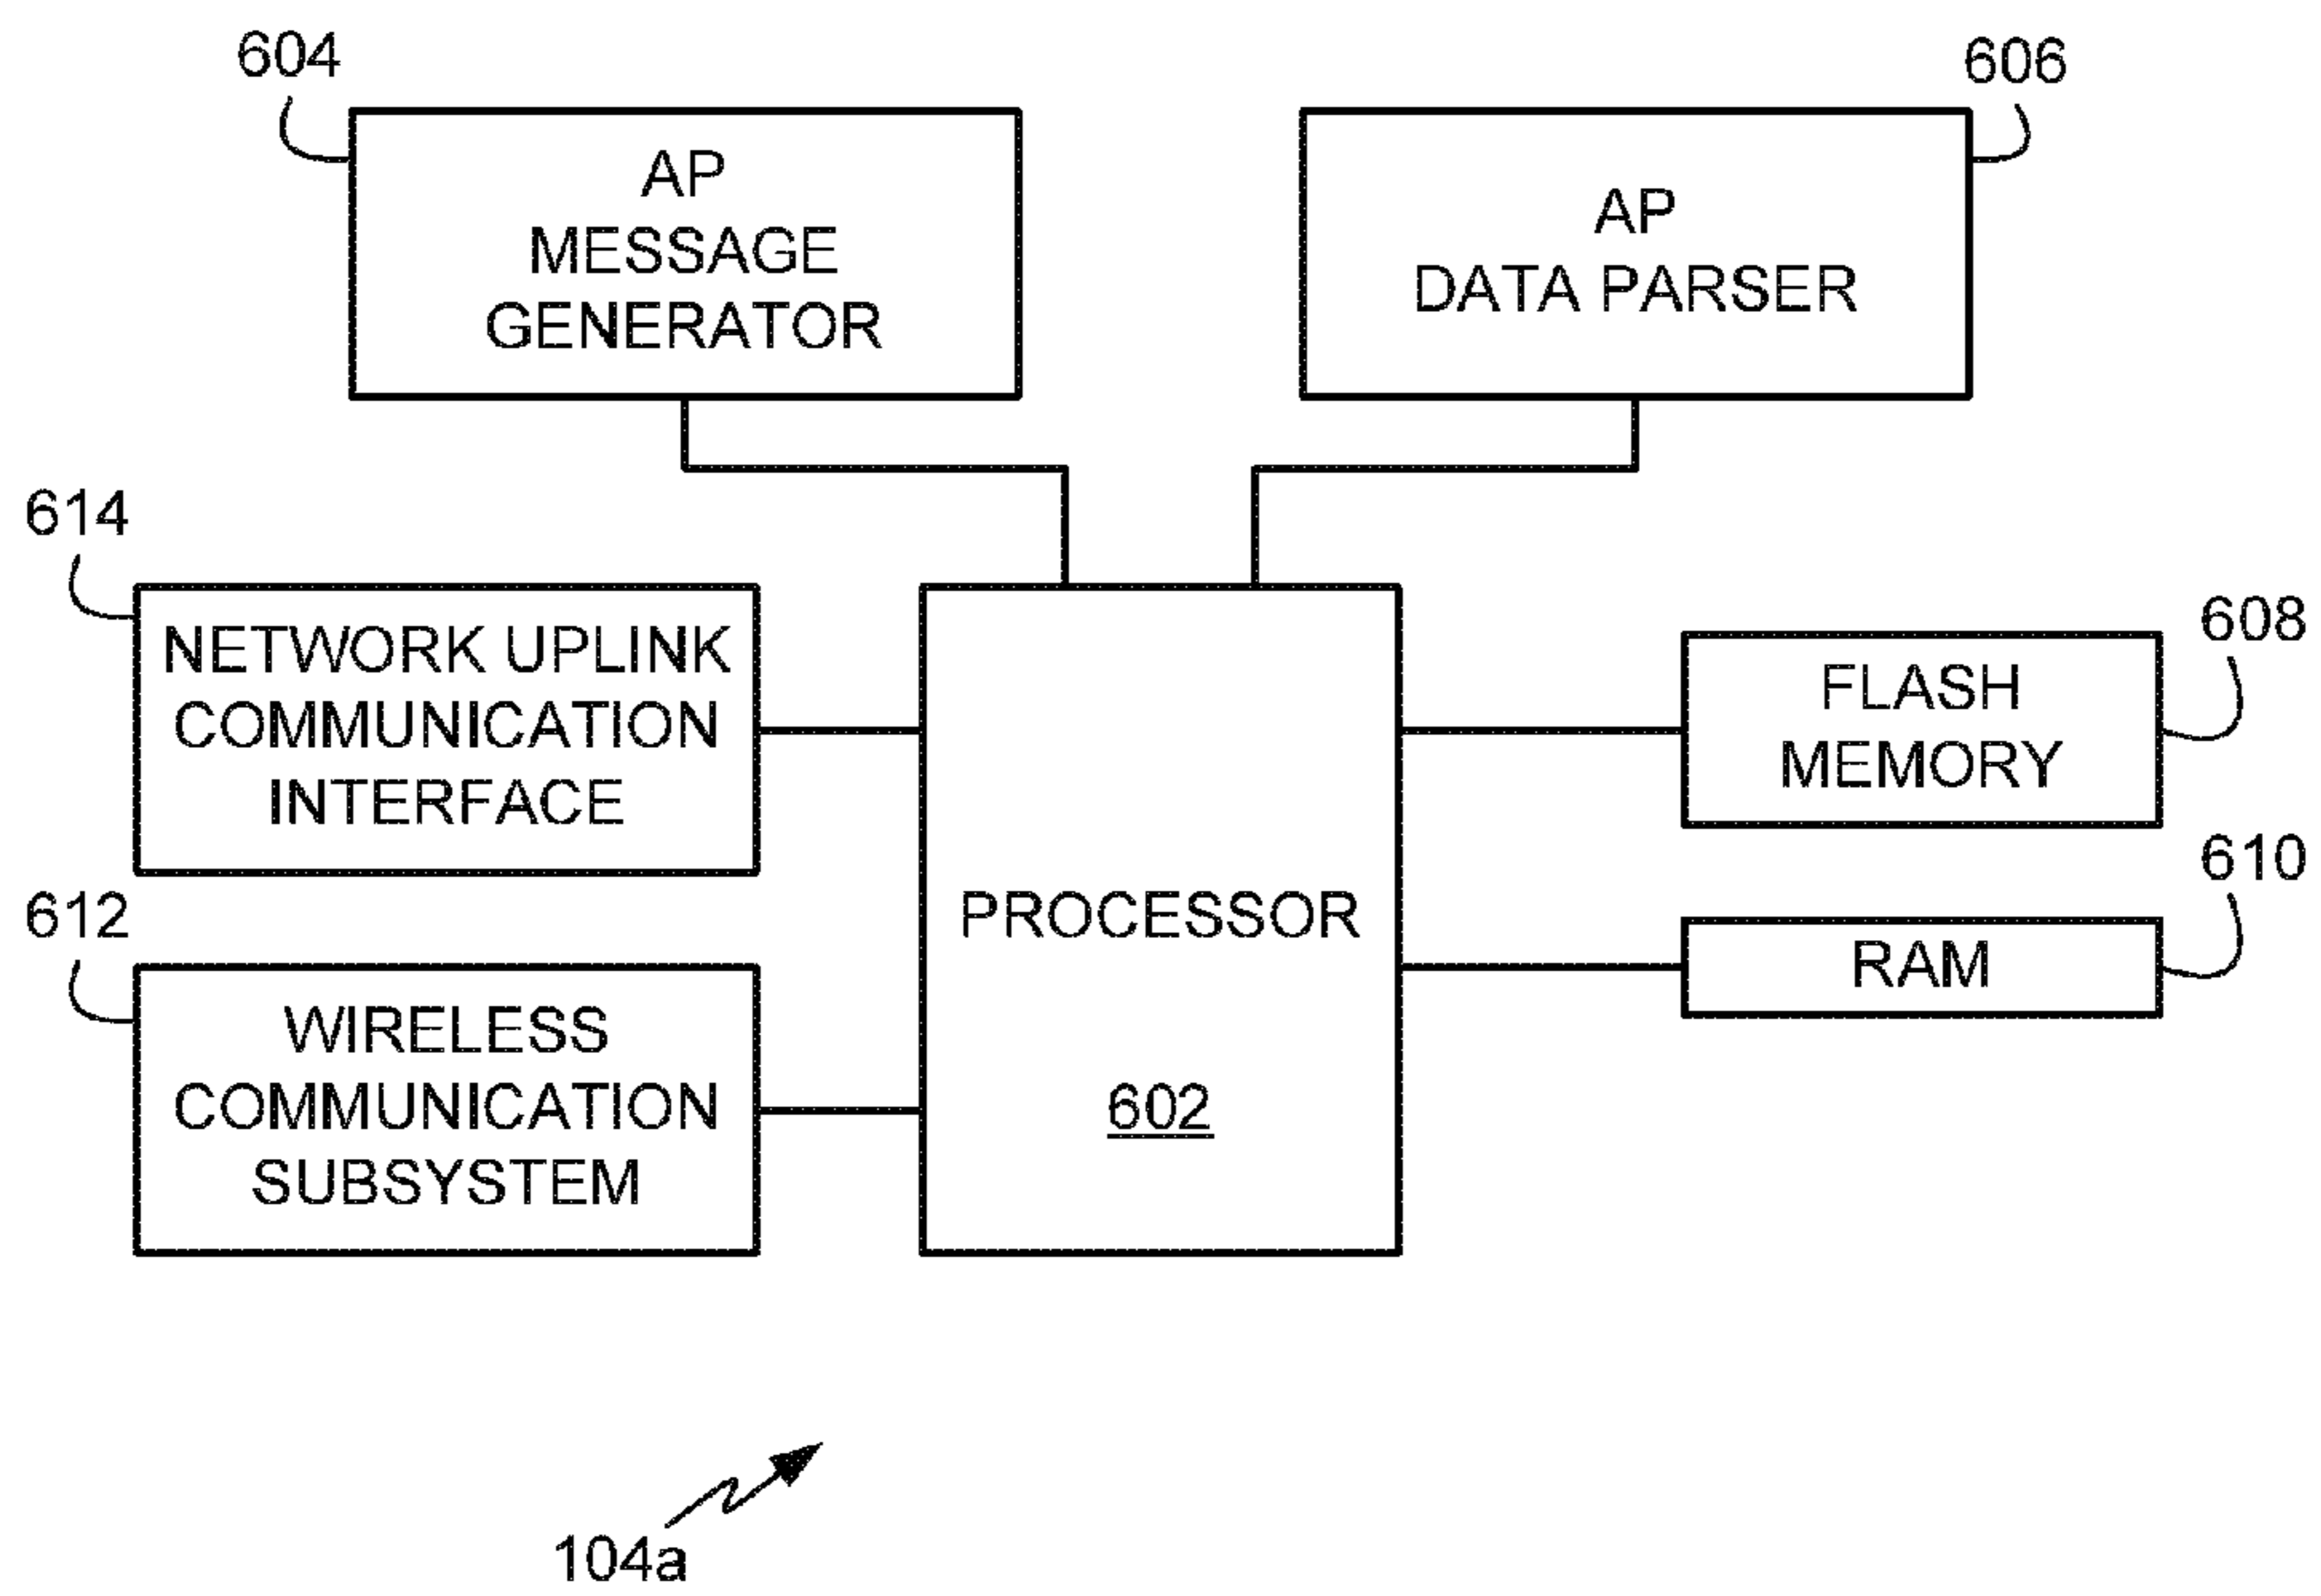 604
AP
MESSAGE
GENERATOR
606
AP
DATA PARSER
614
NETWORK UPLINK
COMMUNICATION
INTERFACE
612
WIRELESS
COMMUNICATION
SUBSYSTEM
PROCESSOR
602
608
FLASH
MEMORY
610
RAM
104a